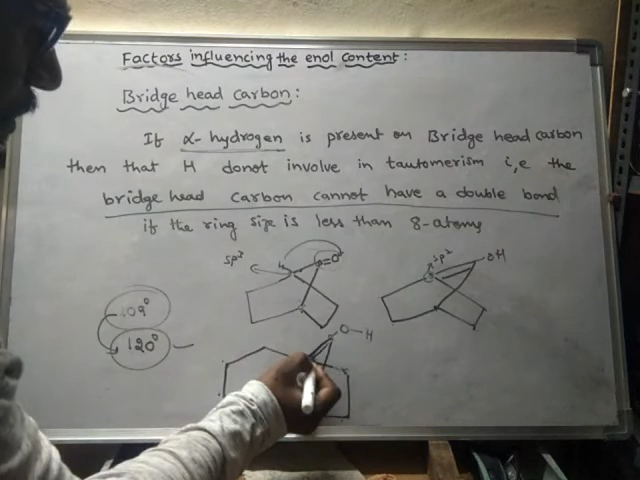 Factors influencing the enol content:
Bridge head carbon:
If α-hydrogen is present on Bridge head carbon
then that H donot involve in tautomerism i,e the
bridge head carbon cannot have a double bond
if the ring size is less than 8-atoms
sp³ H =O
sp² OH
109°
120°
O-H